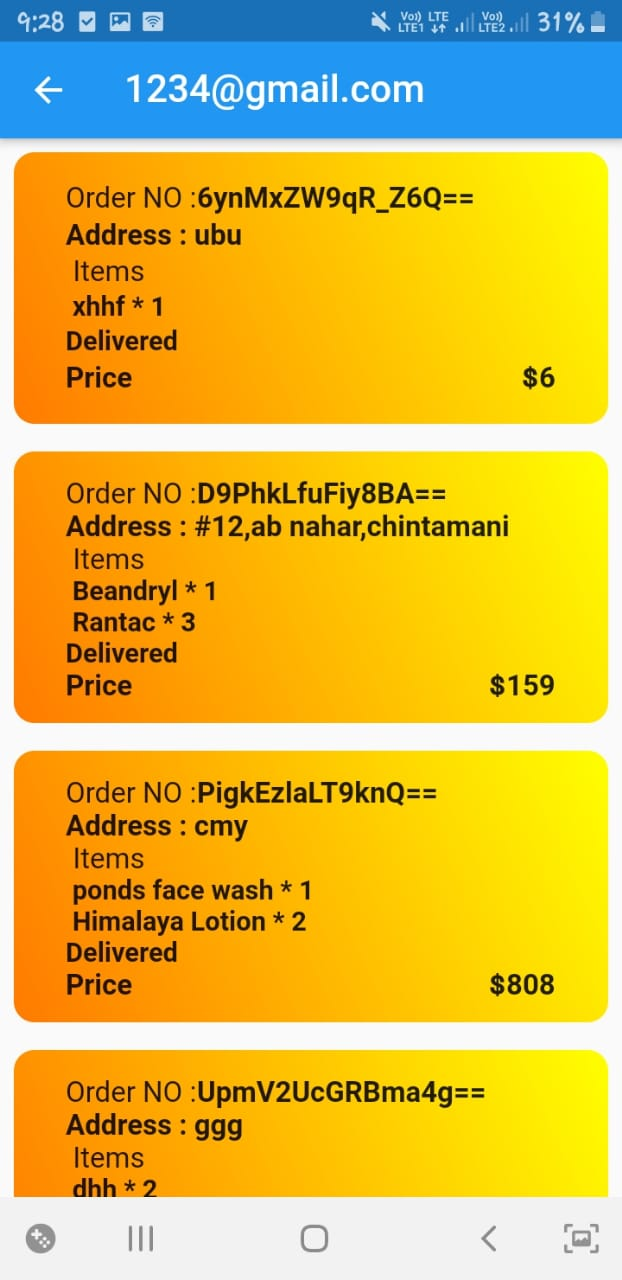 9:28 Vo) LTE LTE1 Vo) LTE2 31%
1234@gmail.com
Order NO :6ynMxZW9qR_Z6Q==
Address : ubu
Items
xhhf * 1
Delivered
Price $6
Order NO :D9PhkLfuFiy8BA==
Address : #12,ab nahar,chintamani
Items
Beandryl * 1
Rantac * 3
Delivered
Price $159
Order NO :PigkEzlaLT9knQ==
Address : cmy
Items
ponds face wash * 1
Himalaya Lotion * 2
Delivered
Price $808
Order NO :UpmV2UcGRBma4g==
Address : ggg
Items
dhh * 2